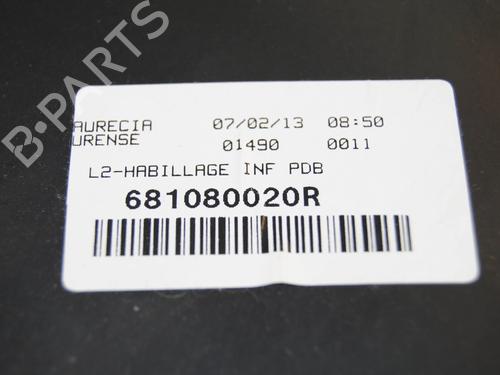 B-PARTS
AURECIA 07/02/13 08:50
URENSE 01490 0011
L2-HABILLAGE INF PDB
681080020R